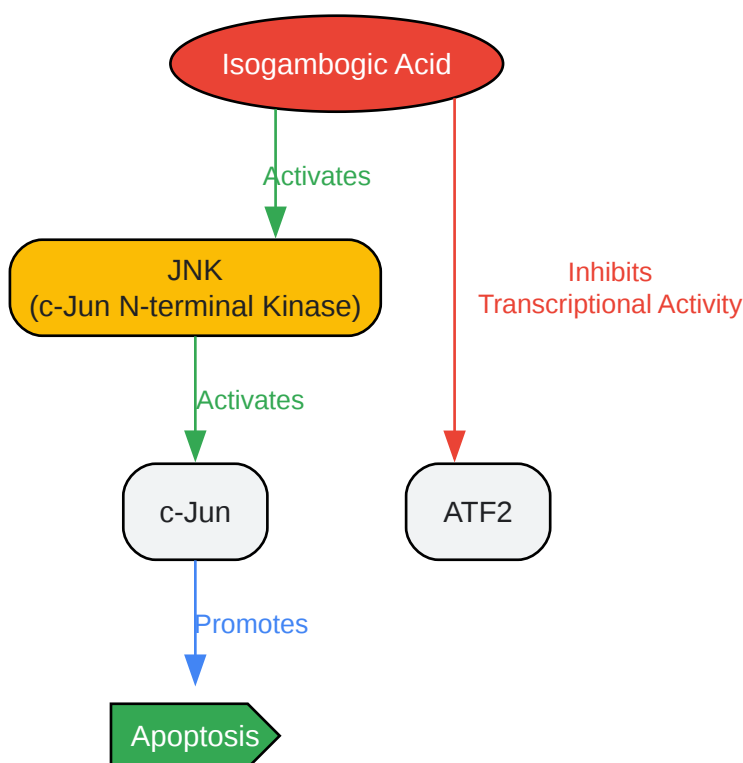 Isogambogic Acid
Activates
JNK
(c-Jun N-terminal Kinase)
Inhibits
Transcriptional Activity
Activates
c-Jun
ATF2
Promotes
Apoptosis